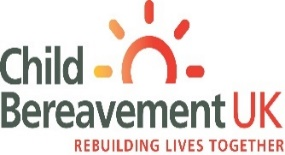 Child
Bereavement UK
REBUILDING LIVES TOGETHER